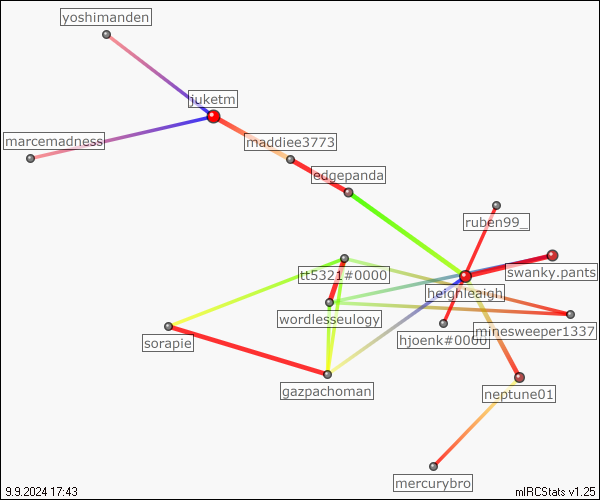 yoshimanden
juketm
marcemadness
maddiee3773
edgepanda
ruben99_
tt5321#0000
swanky.pants
heighleaigh
wordlesseulogy
minesweeper1337
hjoenk#0000
sorapie
gazpachoman
neptune01
mercurybro
9.9.2024 17:43
mIRCStats v1.25